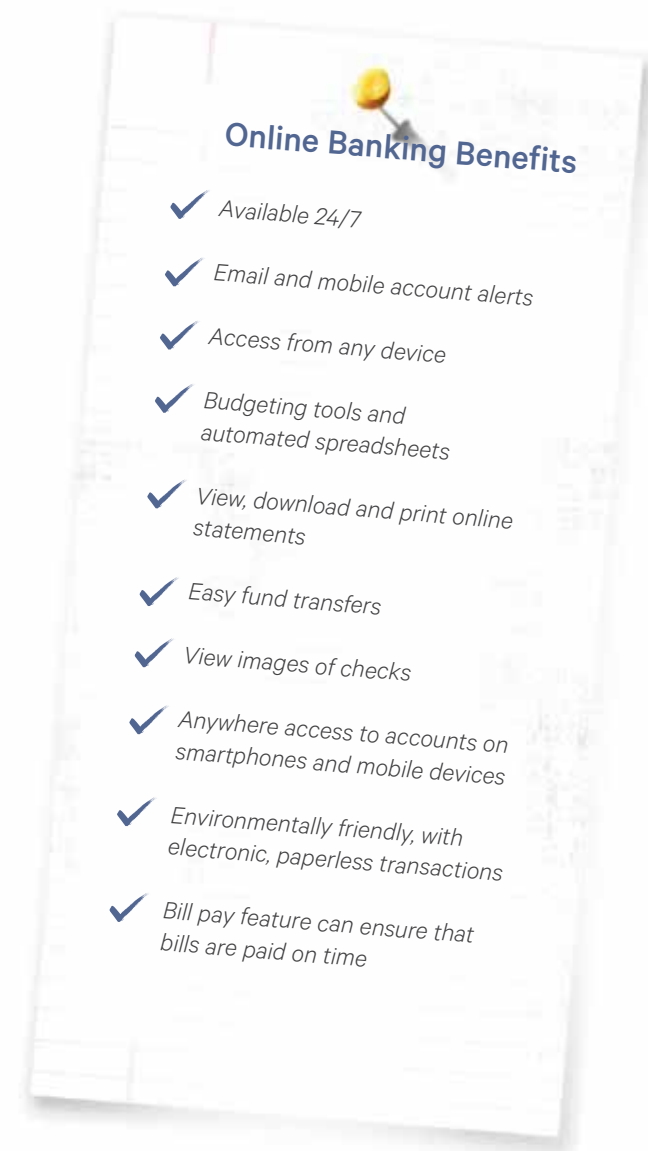 Online Banking Benefits
Available 24/7
Email and mobile account alerts
Access from any device
Budgeting tools and
automated spreadsheets
View, download and print online
statements
Easy fund transfers
View images of checks
Anywhere access to accounts on
smartphones and mobile devices
Environmentally friendly, with
electronic, paperless transactions
Bill pay feature can ensure that
bills are paid on time